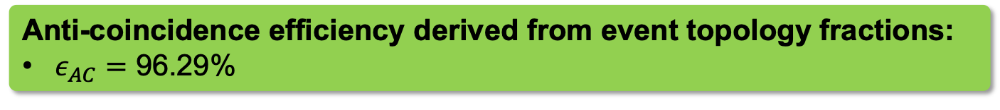 Anti-coincidence efficiency derived from event topology fractions:
• ϵ_AC = 96.29%